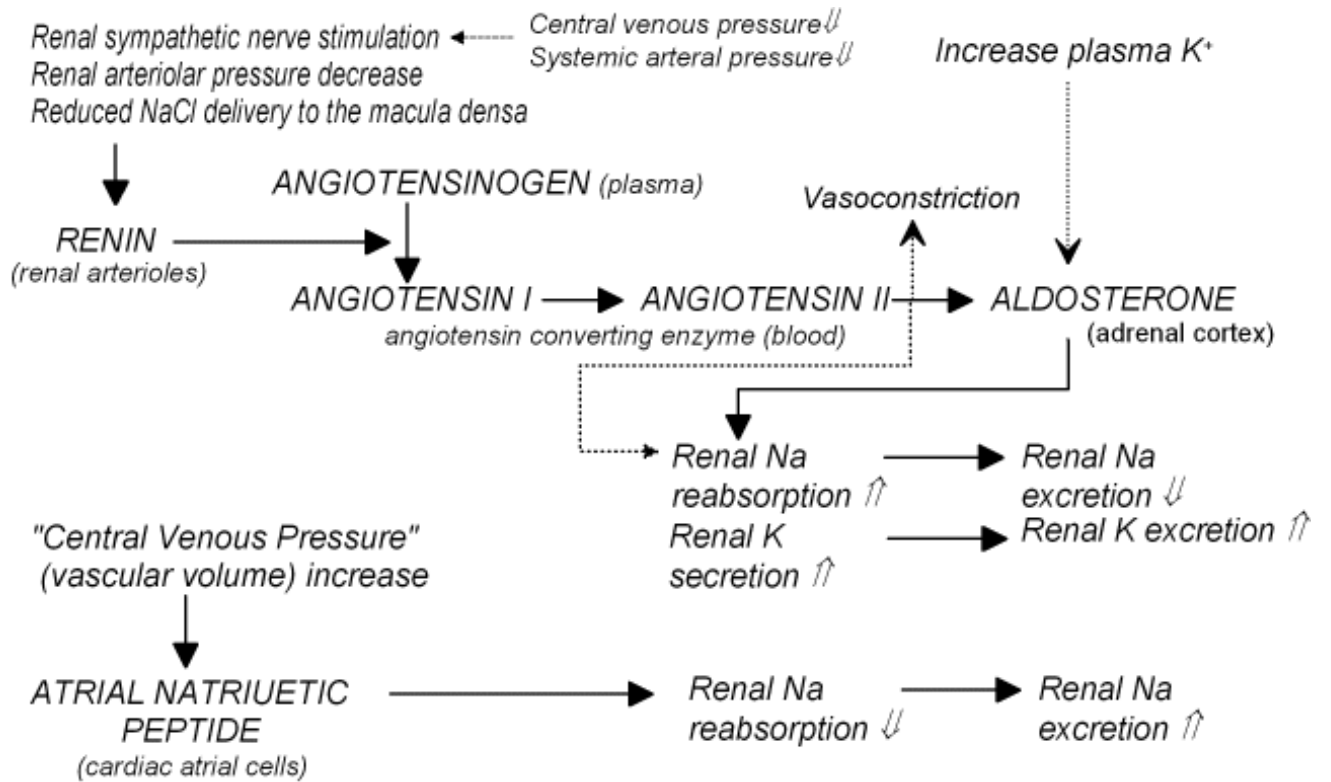 Renal sympathetic nerve stimulation
Renal arteriolar pressure decrease
Reduced NaCl delivery to the macula densa
Central venous pressure⇓
Systemic arteral pressure⇓
Increase plasma K⁺
ANGIOTENSINOGEN (plasma)
Vasoconstriction
RENIN
(renal arterioles)
ANGIOTENSIN I
ANGIOTENSIN II
ALDOSTERONE
angiotensin converting enzyme (blood)
(adrenal cortex)
Renal Na
reabsorption ⇑
Renal Na
excretion ⇓
Renal K
secretion ⇑
Renal K excretion ⇑
"Central Venous Pressure"
(vascular volume) increase
ATRIAL NATRIUETIC
PEPTIDE
(cardiac atrial cells)
Renal Na
reabsorption ⇓
Renal Na
excretion ⇑